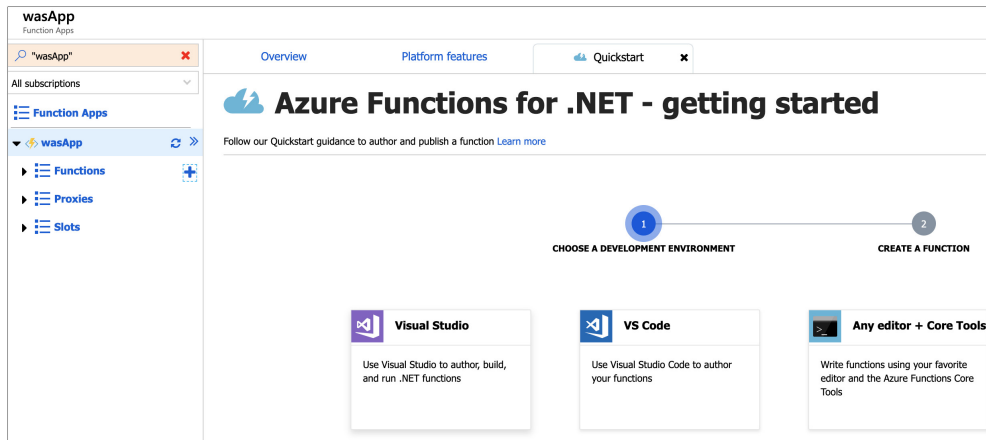 wasApp
Function Apps
"wasApp"
All subscriptions
Function Apps
wasApp
Functions
Proxies
Slots
Overview
Platform features
Quickstart
Azure Functions for .NET - getting started
Follow our Quickstart guidance to author and publish a function Learn more
1
2
CHOOSE A DEVELOPMENT ENVIRONMENT
CREATE A FUNCTION
Visual Studio
Use Visual Studio to author, build,
and run .NET functions
VS Code
Use Visual Studio Code to author
your functions
Any editor + Core Tools
Write functions using your favorite
editor and the Azure Functions Core
Tools